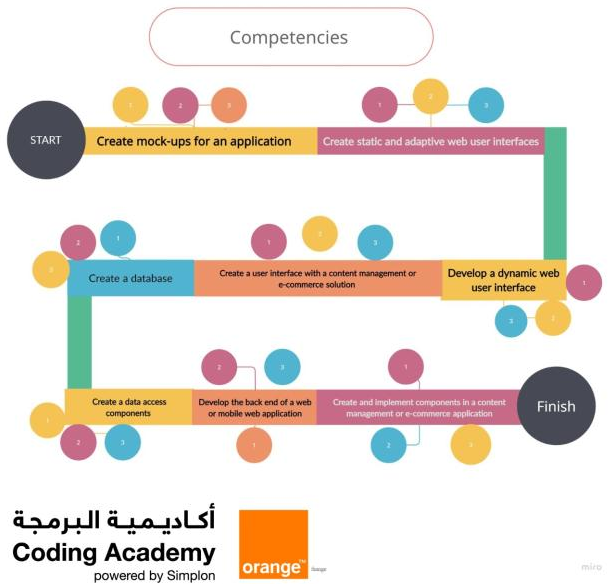 Competencies
1
2
3
1
2
3
START
Create mock-ups for an application
Create static and adaptive web user interfaces
2
1
3
1
2
3
Create a database
Create a user interface with a content management or
e-commerce solution
Develop a dynamic web
user interface
1
3
2
2
3
1
Create a data access
components
Develop the back end of a web
or mobile web application
Create and implement components in a content
management or e-commerce application
Finish
1
2
3
1
2
2
أكاديمية البرمجة
Coding Academy
powered by Simplon
orange™
miro